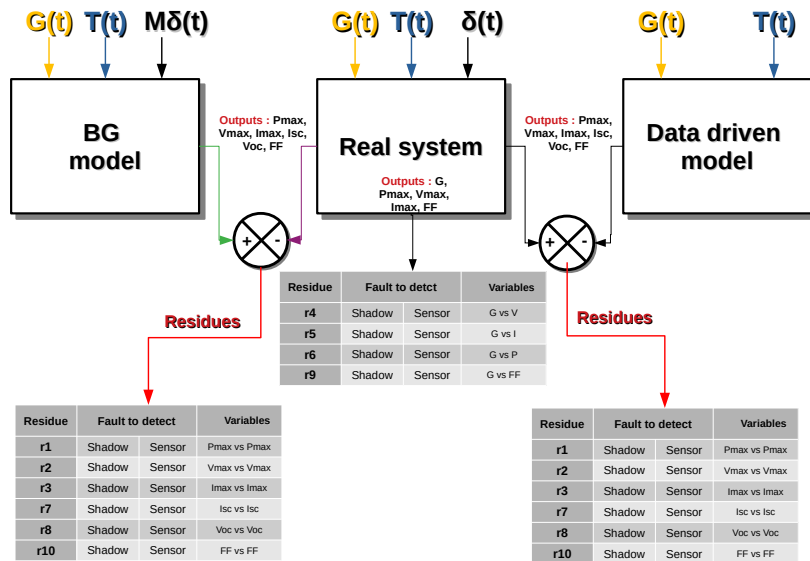 G(t) T(t) Mδ(t)
G(t) T(t) δ(t)
G(t) T(t)
BG
model
Outputs : Pmax,
Vmax, Imax, Isc,
Voc, FF
Real system
Outputs : G,
Pmax, Vmax,
Imax, FF
Outputs : Pmax,
Vmax, Imax, Isc,
Voc, FF
Data driven
model
+ -
+ -
Residues
Residues
Residue Fault to detct Variables
r4 Shadow Sensor G vs V
r5 Shadow Sensor G vs I
r6 Shadow Sensor G vs P
r9 Shadow Sensor G vs FF
Residue Fault to detect Variables
r1 Shadow Sensor Pmax vs Pmax
r2 Shadow Sensor Vmax vs Vmax
r3 Shadow Sensor Imax vs Imax
r7 Shadow Sensor Isc vs Isc
r8 Shadow Sensor Voc vs Voc
r10 Shadow Sensor FF vs FF
Residue Fault to detect Variables
r1 Shadow Sensor Pmax vs Pmax
r2 Shadow Sensor Vmax vs Vmax
r3 Shadow Sensor Imax vs Imax
r7 Shadow Sensor Isc vs Isc
r8 Shadow Sensor Voc vs Voc
r10 Shadow Sensor FF vs FF